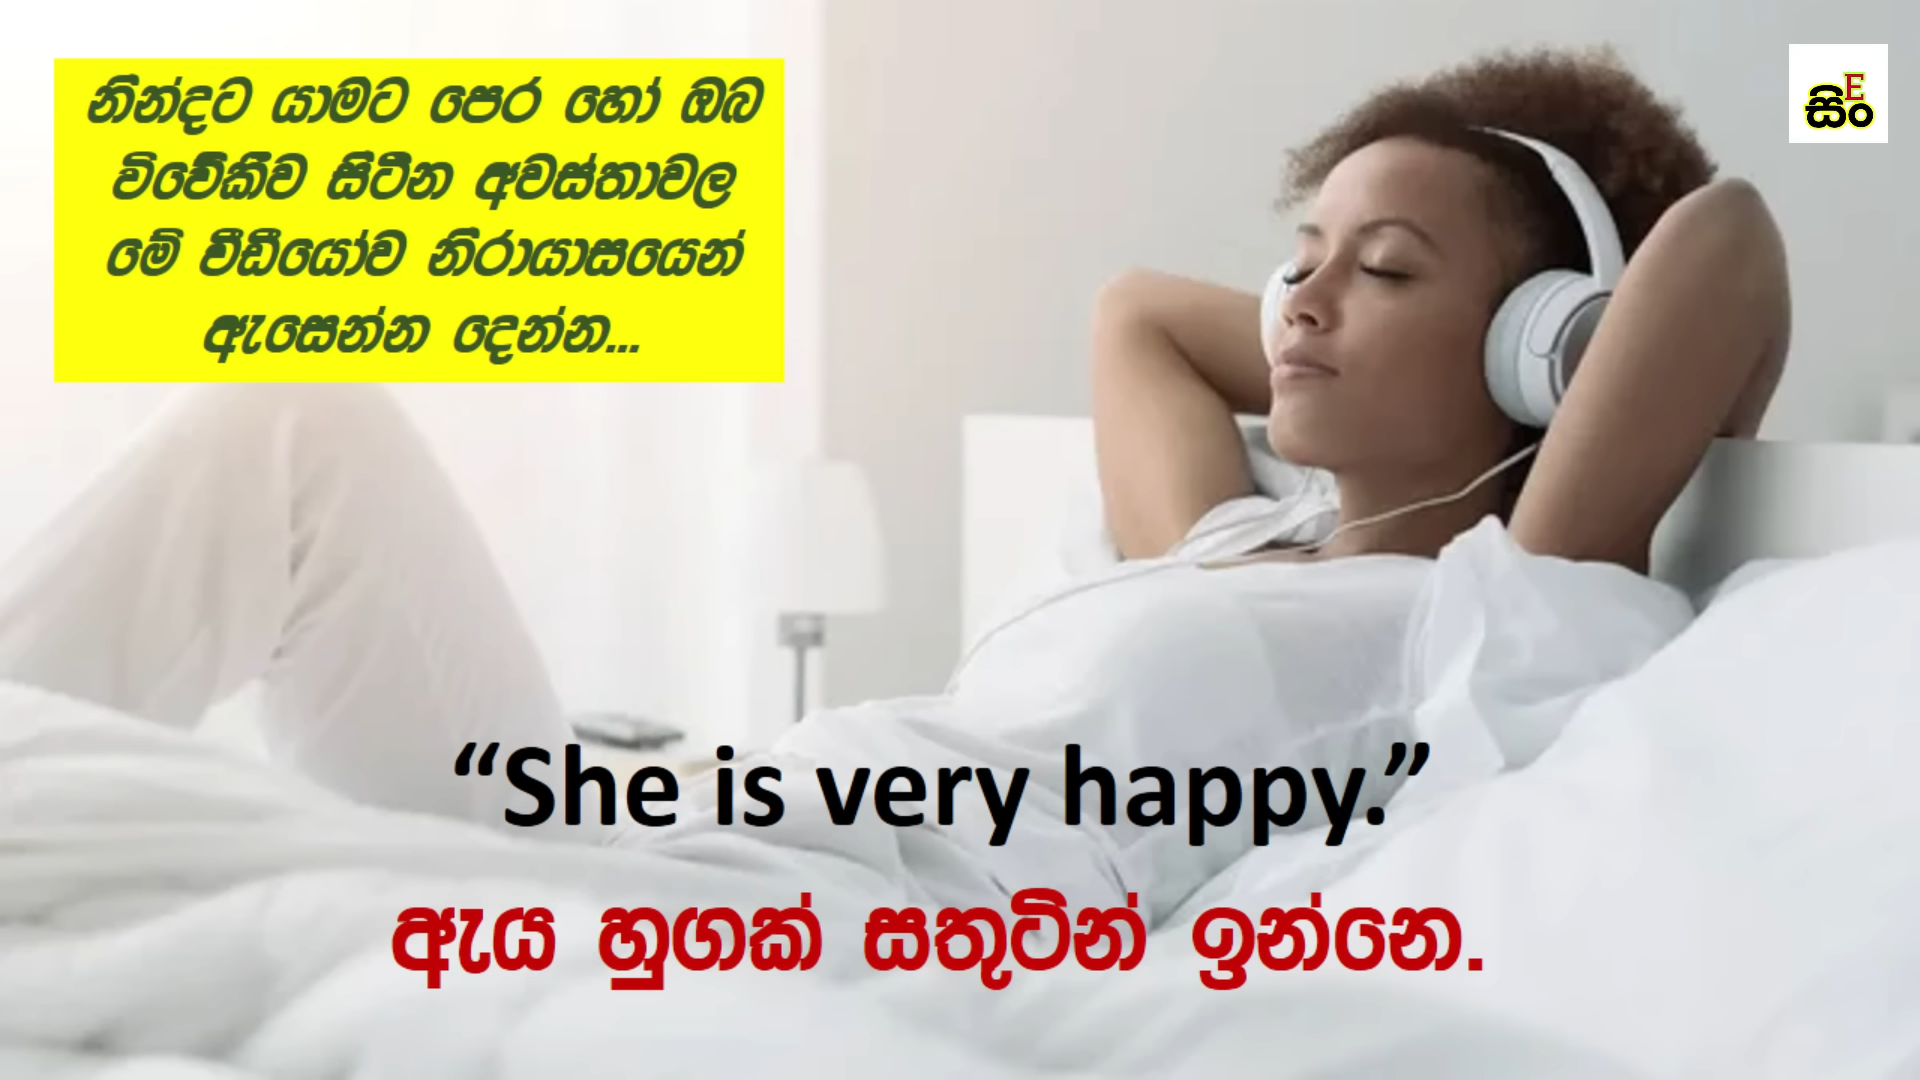 නින්දට යාමට පෙර හෝ ඔබ
විවේකීව සිටින අවස්තාවල
මේ වීඩියෝව නිරායාසයෙන්
ඇසෙන්න දෙන්න...
E
සිං
“She is very happy.”
ඇය හුගක් සතුටින් ඉන්නෙ.